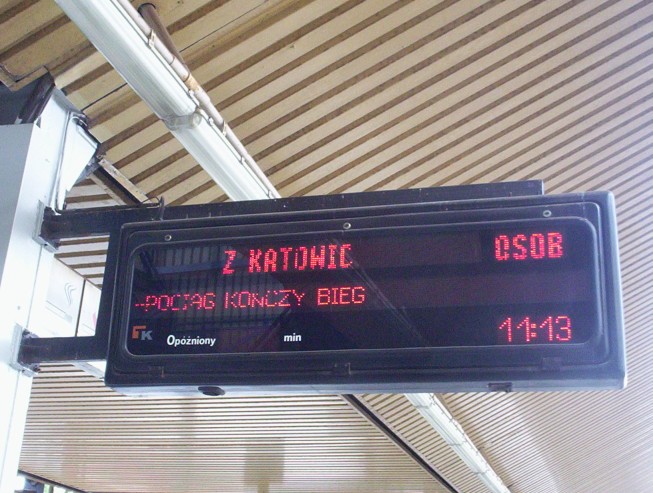 Z KATOWIC OSOB
--POCIĄG KOŃCZY BIEG
K Opóźniony min 11:13